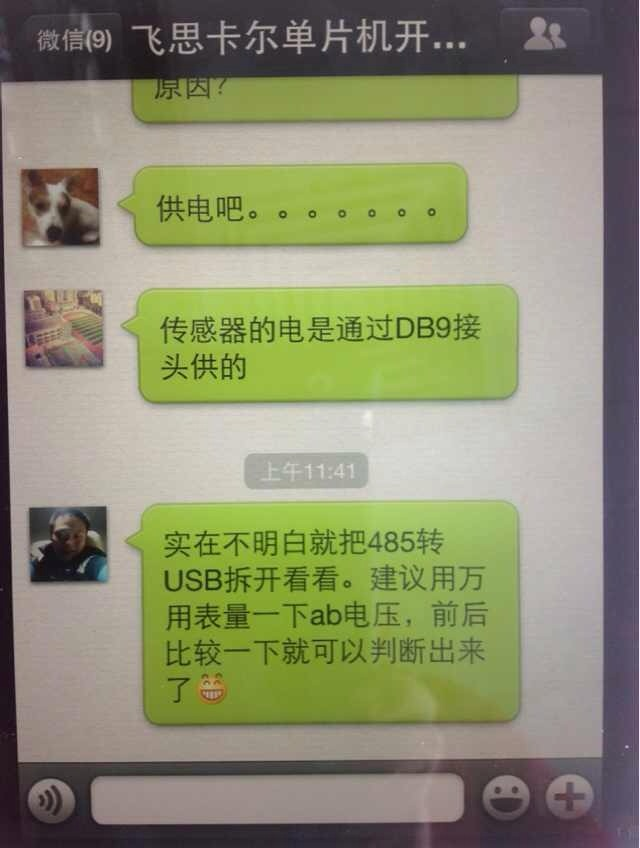 微信(9)
飞思卡尔单片机开...
原因?
供电吧。。。。。。。
传感器的电是通过DB9接
头供的
上午11:41
实在不明白就把485转
USB拆开看看。建议用万
用表量一下ab电压，前后
比较一下就可以判断出来
了